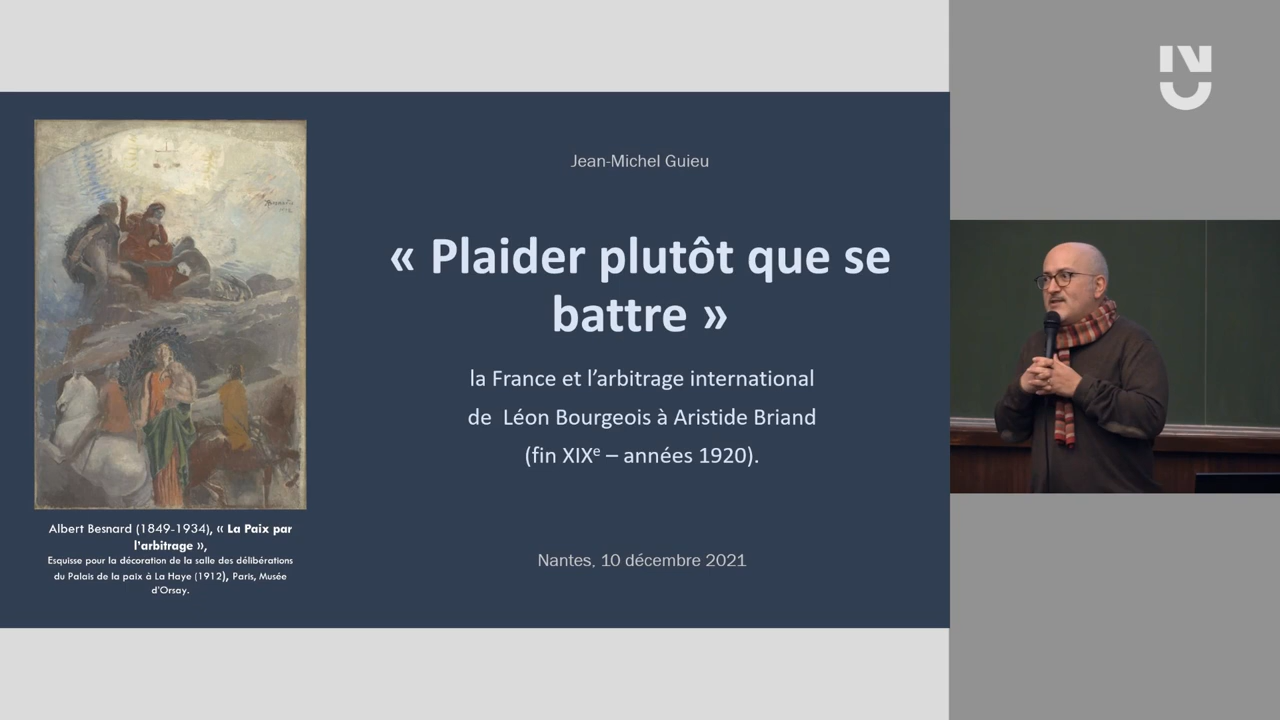 Jean-Michel Guieu
« Plaider plutôt que se
battre »
la France et l’arbitrage international
de Léon Bourgeois à Aristide Briand
(fin XIXᵉ – années 1920).
Nantes, 10 décembre 2021
Albert Besnard (1849-1934), « La Paix par
l’arbitrage »,
Esquisse pour la décoration de la salle des délibérations
du Palais de la paix à La Haye (1912), Paris, Musée
d’Orsay.